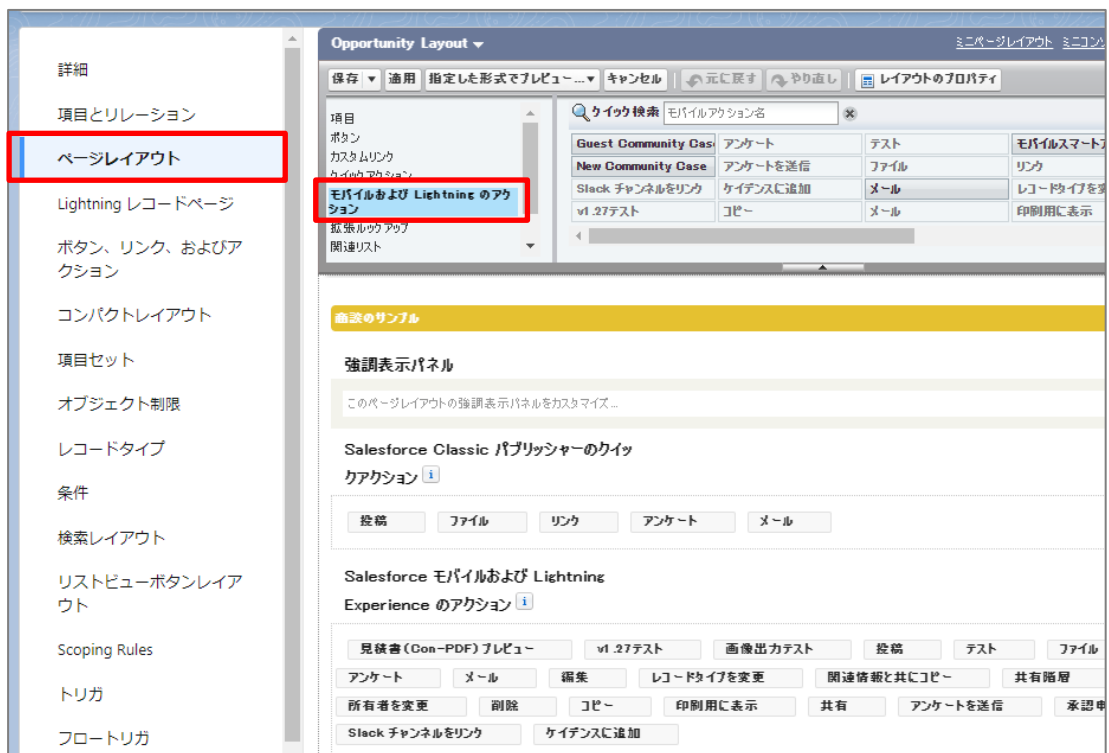 詳細
項目とリレーション
ページレイアウト
Lightning レコードページ
ボタン、リンク、およびア
クション
コンパクトレイアウト
項目セット
オブジェクト制限
レコードタイプ
条件
検索レイアウト
リストビューボタンレイア
ウト
Scoping Rules
トリガ
フロートリガ
Opportunity Layout
ミニページレイアウト ミニコンソ
保存 適用 指定した形式でプレビュー... キャンセル 元に戻す やり直し レイアウトのプロパティ
項目
ボタン
カスタムリンク
クイックアクション
モバイルおよび Lightning のアク
ション
拡張ルックアップ
関連リスト
クイック検索 モバイルアクション名
Guest Community Cas アンケート テスト モバイルスマートア
New Community Case アンケートを送信 ファイル リンク
Slack チャンネルをリンク ケイデンスに追加 メール レコードタイプを変
v1.27テスト コピー メール 印刷用に表示
商談のサンプル
強調表示パネル
このページレイアウトの強調表示パネルをカスタマイズ...
Salesforce Classic パブリッシャーのクイッ
クアクション
投稿 ファイル リンク アンケート メール
Salesforce モバイルおよび Lightning
Experience のアクション
見積書(Con-PDF)プレビュー v1.27テスト 画像出力テスト 投稿 テスト ファイル
アンケート メール 編集 レコードタイプを変更 関連情報と共にコピー 共有階層
所有者を変更 削除 コピー 印刷用に表示 共有 アンケートを送信 承認申
Slack チャンネルをリンク ケイデンスに追加